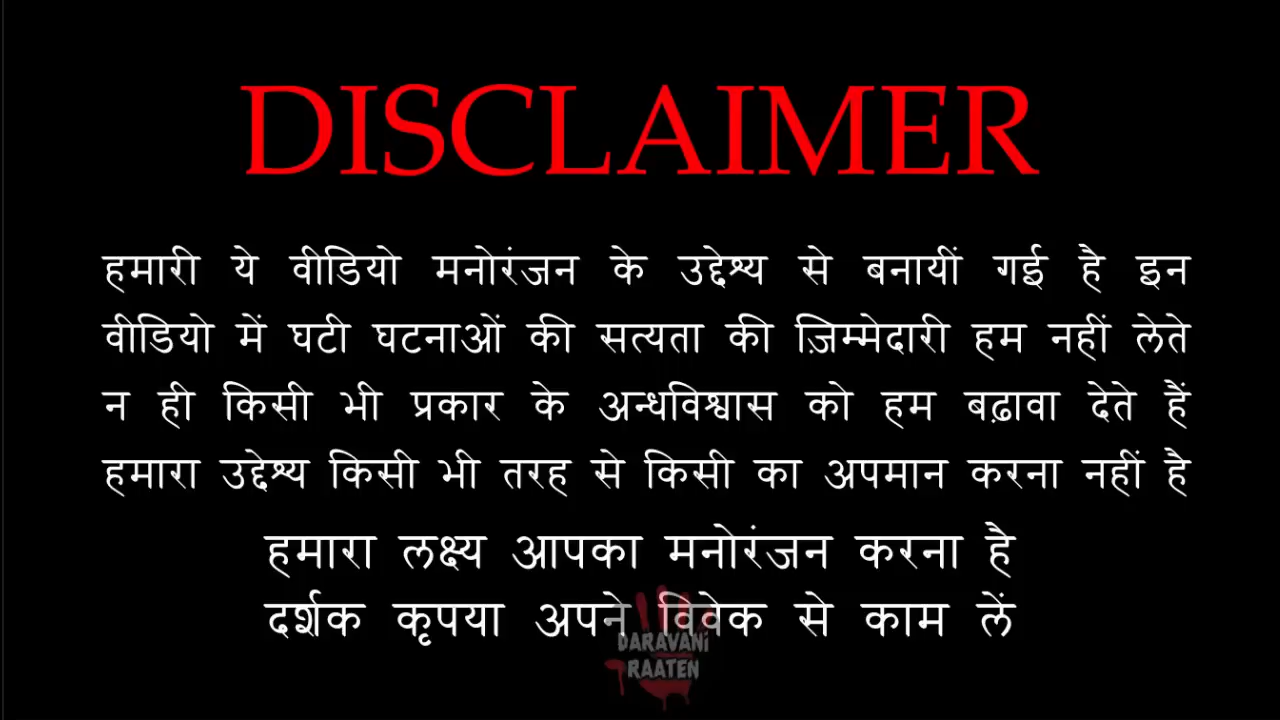 DISCLAIMER
हमारी ये वीडियो मनोरंजन के उद्देश्य से बनायीं गई है इन
वीडियो में घटी घटनाओं की सत्यता की ज़िम्मेदारी हम नहीं लेते
न ही किसी भी प्रकार के अन्धविश्वास को हम बढ़ावा देते हैं
हमारा उद्देश्य किसी भी तरह से किसी का अपमान करना नहीं है
हमारा लक्ष्य आपका मनोरंजन करना है
दर्शक कृपया अपने विवेक से काम लें
DARAVANi
RAATEN